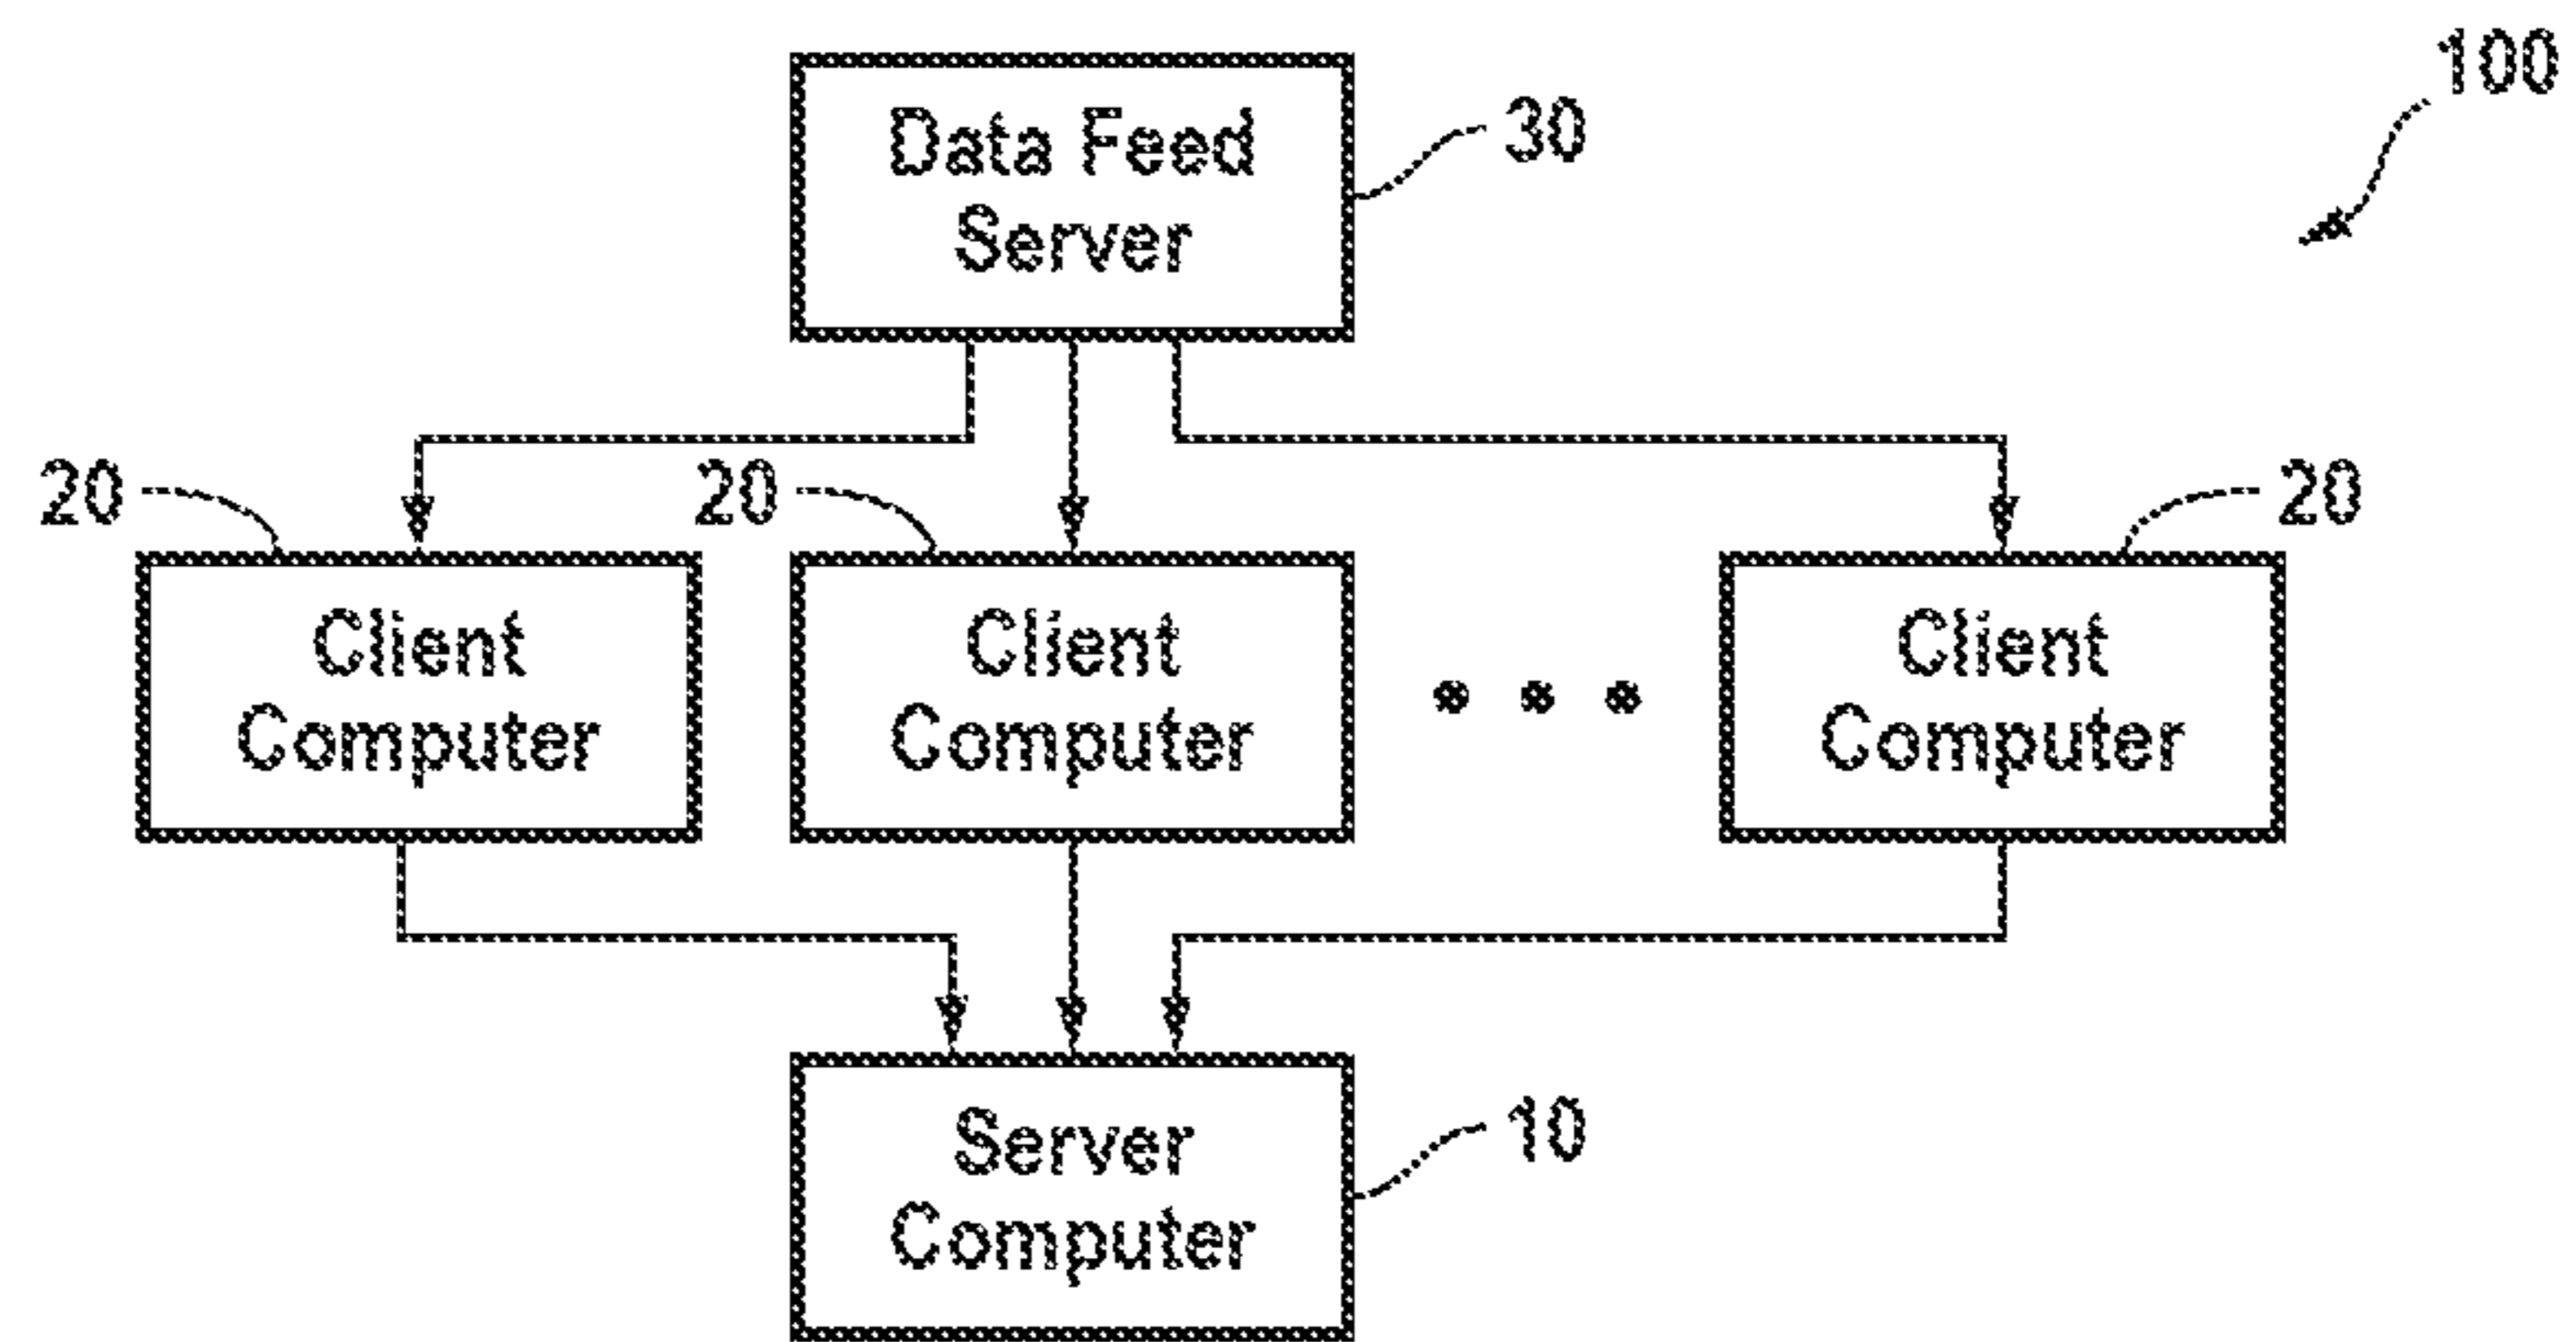 100
Data Feed
Server
30
20
20
20
Client
Computer
Client
Computer
Client
Computer
Server
Computer
10